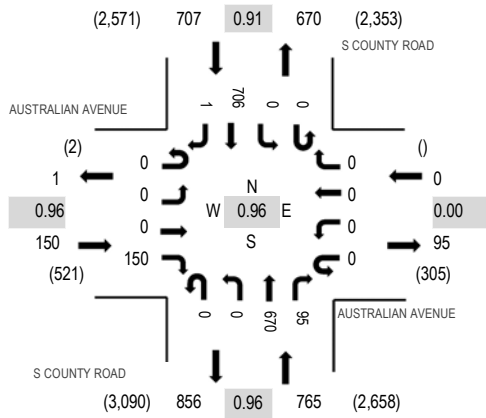 (2,571) 707 0.91 670 (2,353)
S COUNTY ROAD
AUSTRALIAN AVENUE
1 706 0 0
(2) 0 0 ()
1 0 0 0
N
0.96 0 W 0.96 E 0 0.00
S
150 150 0 95
(521) (305)
0 0 670 95
AUSTRALIAN AVENUE
S COUNTY ROAD
(3,090) 856 0.96 765 (2,658)